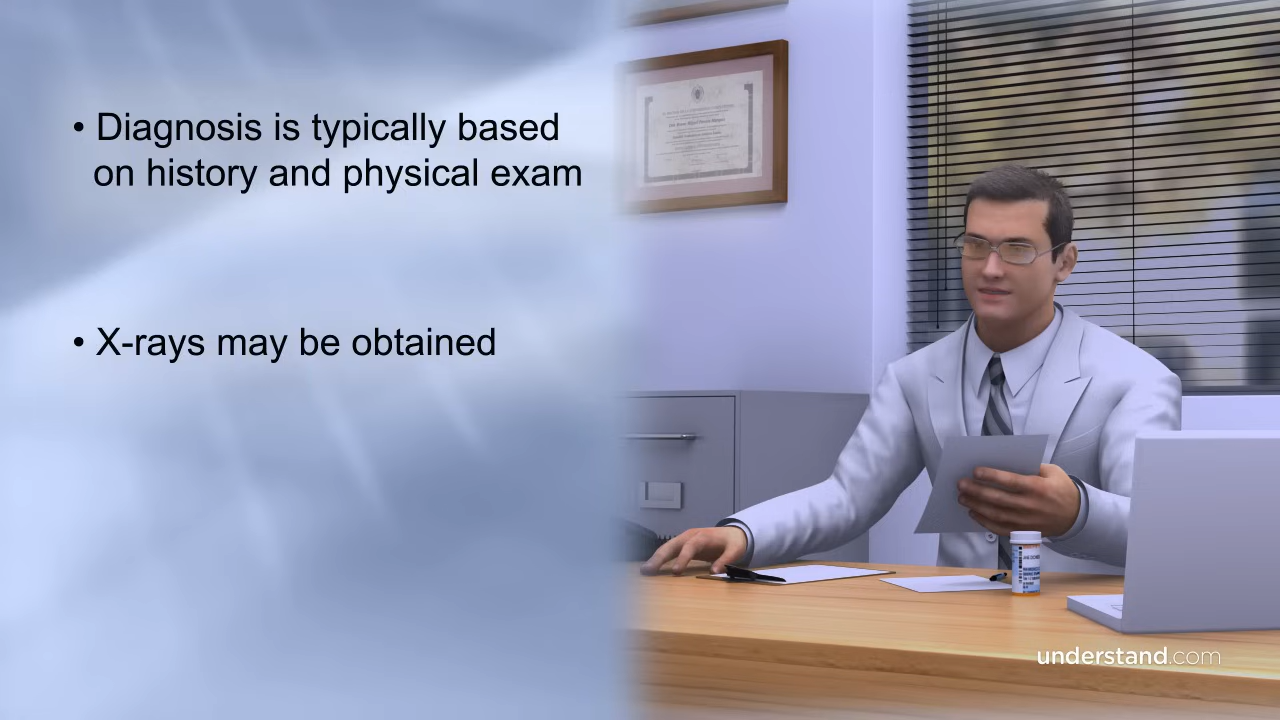 • Diagnosis is typically based
on history and physical exam
• X-rays may be obtained
understand.com